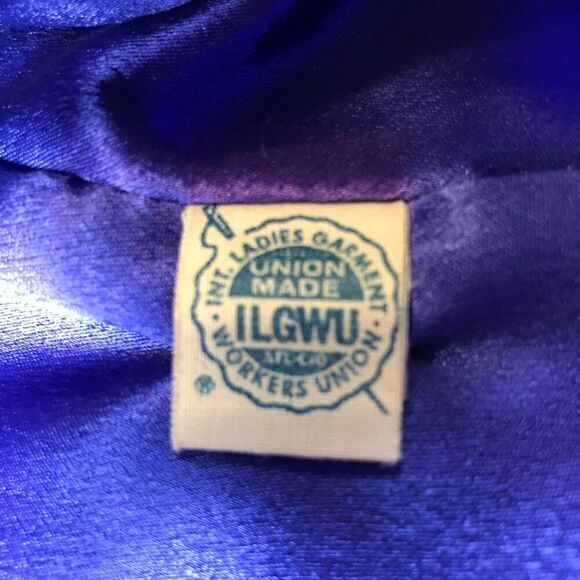 INT. LADIES GARMENT
UNION
MADE
ILGWU
AFL-CIO
WORKERS UNION
®